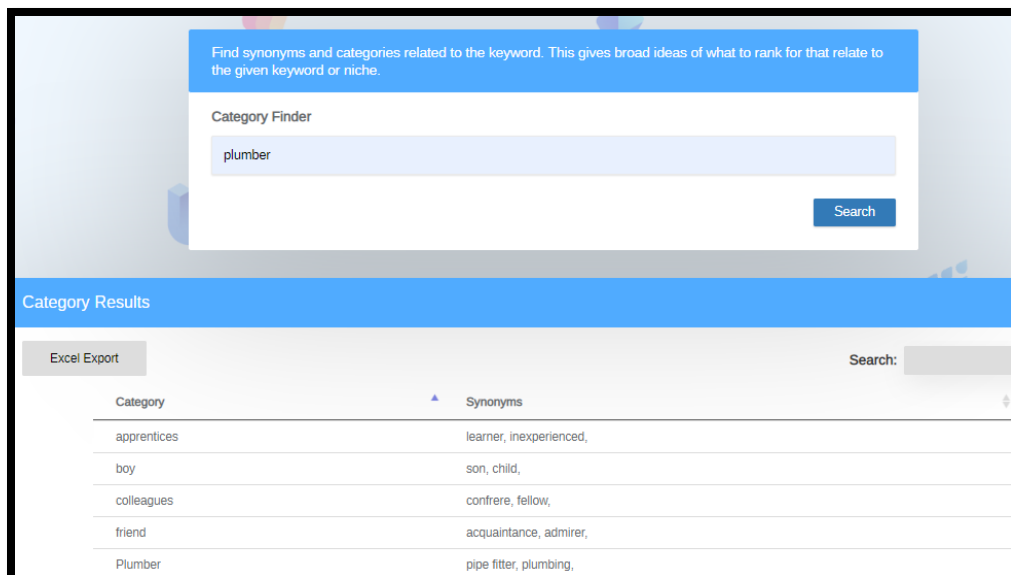 Find synonyms and categories related to the keyword. This gives broad ideas of what to rank for that relate to
the given keyword or niche.
Category Finder
plumber
Search
Category Results
Excel Export
Search:
Category Synonyms
apprentices learner, inexperienced,
boy son, child,
colleagues confrere, fellow,
friend acquaintance, admirer,
Plumber pipe fitter, plumbing,